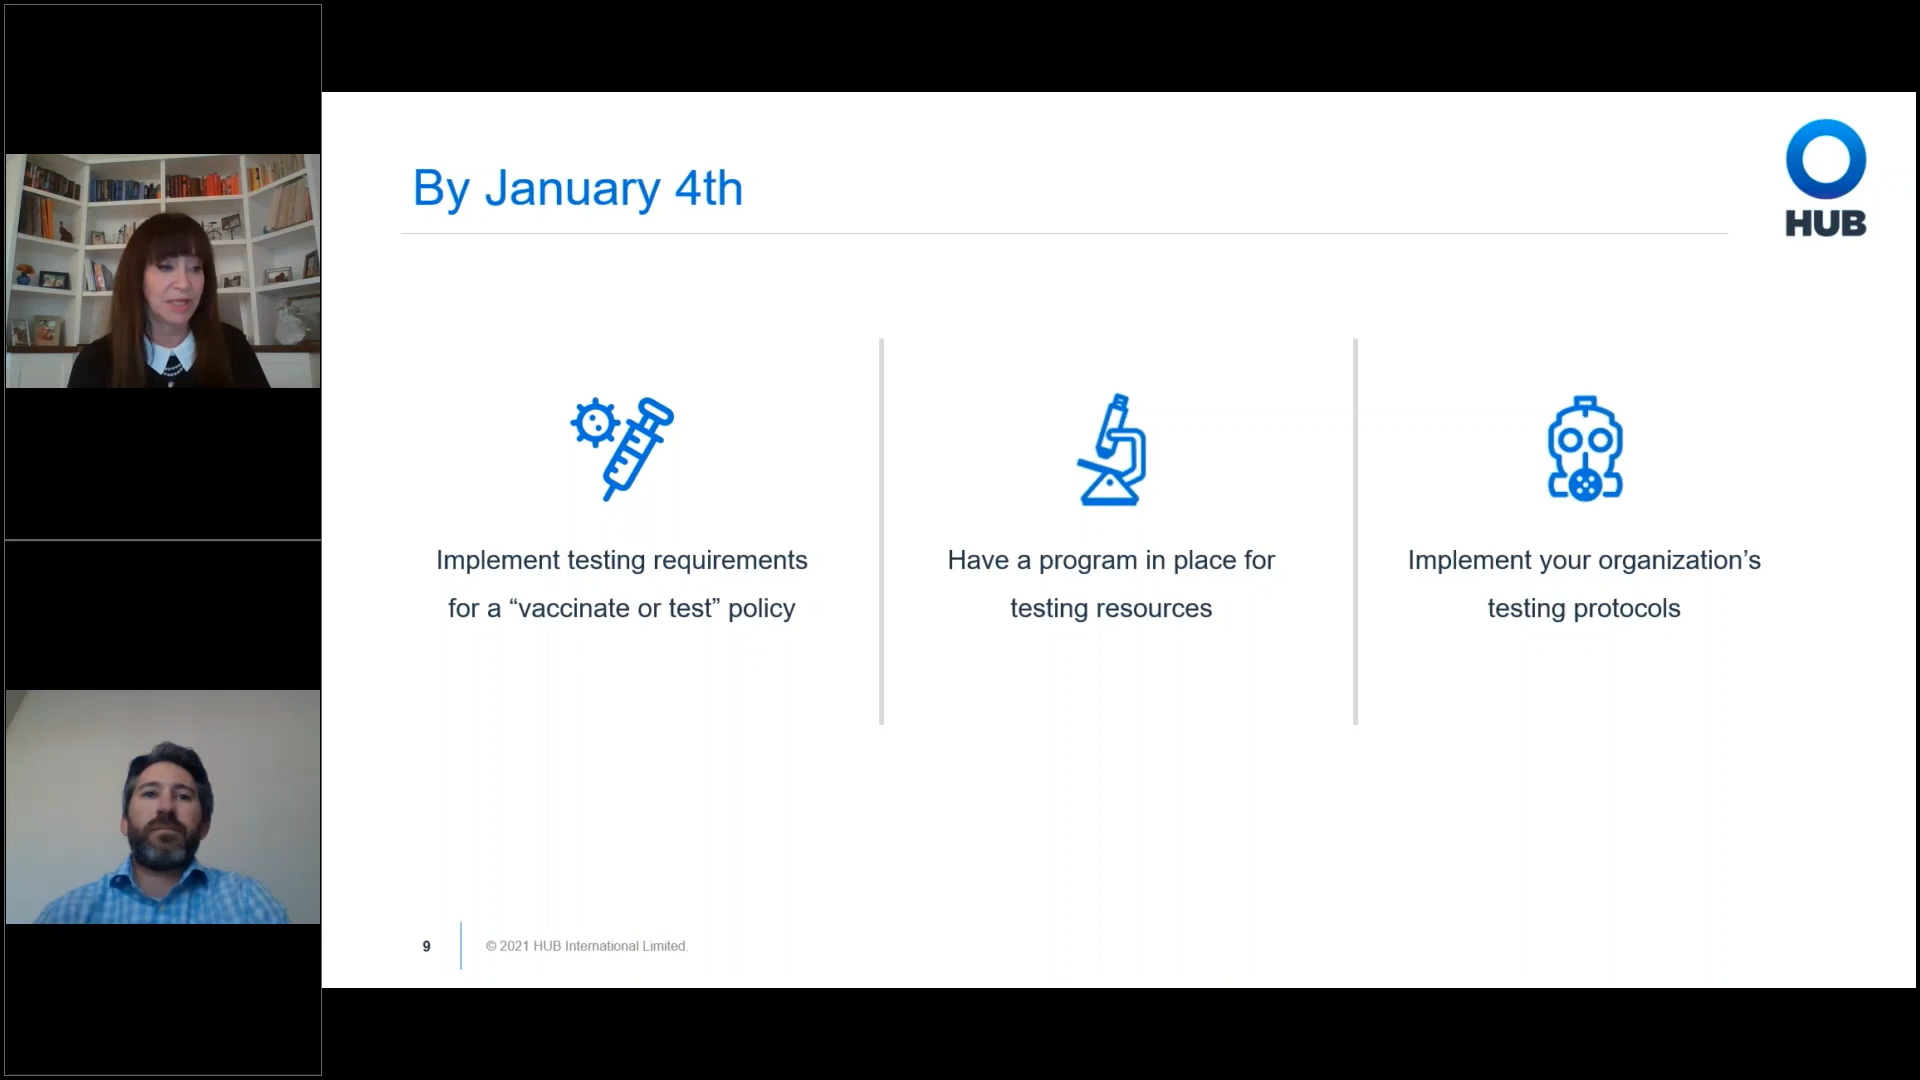 By January 4th
HUB
Implement testing requirements
for a “vaccinate or test” policy
Have a program in place for
testing resources
Implement your organization’s
testing protocols
9
© 2021 HUB International Limited.